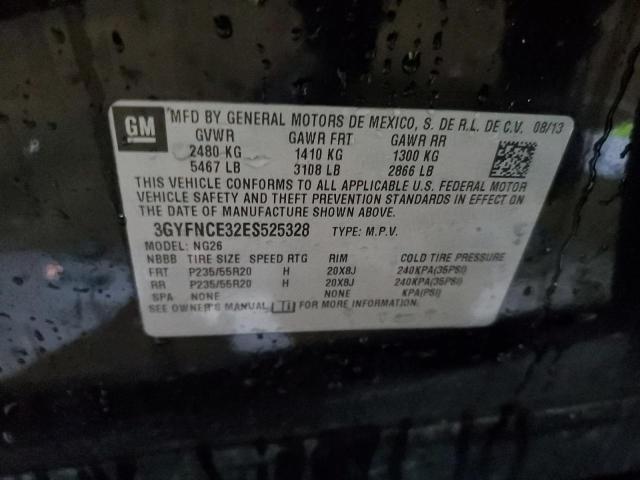 GM MFD BY GENERAL MOTORS DE MEXICO, S. DE R.L. DE C.V. 08/13
GVWR GAWR FRT GAWR RR
2480 KG 1410 KG 1300 KG
5467 LB 3108 LB 2866 LB
THIS VEHICLE CONFORMS TO ALL APPLICABLE U.S. FEDERAL MOTOR
VEHICLE SAFETY AND THEFT PREVENTION STANDARDS IN EFFECT ON
THE DATE OF MANUFACTURE SHOWN ABOVE.
3GYFNCE32ES525328 TYPE: M.P.V.
MODEL: NG26
NBBB TIRE SIZE SPEED RTG RIM COLD TIRE PRESSURE
FRT P235/55R20 H 20X8J 240KPA(35PSI)
RR P235/55R20 H 20X8J 240KPA(35PSI)
SPA NONE NONE KPA(PSI)
SEE OWNER'S MANUAL FOR MORE INFORMATION.